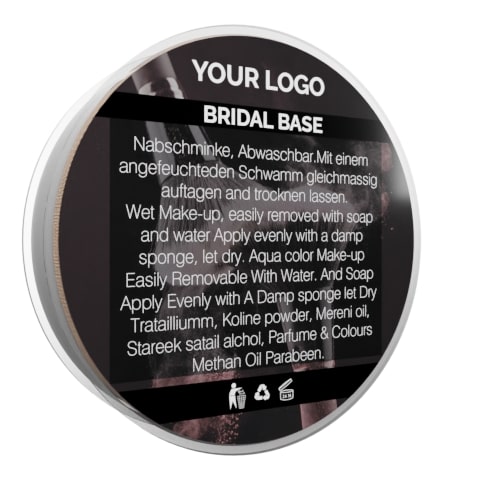 YOUR LOGO
BRIDAL BASE
Nabschminke, Abwaschbar.Mit einem
angefeuchteden Schwamm gleichmassig
auftagen and trocknen lassen.
Wet Make-up, easily removed with soap
and water Apply evenly with a damp
sponge, let dry. Aqua color Make-up
Easily Removable With Water. And Soap
Apply Evenly with A Damp sponge let Dry
Tratailliumm, Koline powder, Mereni oil,
Stareek satail alchol, Parfume & Colours
Methan Oil Parabeen.
24 M